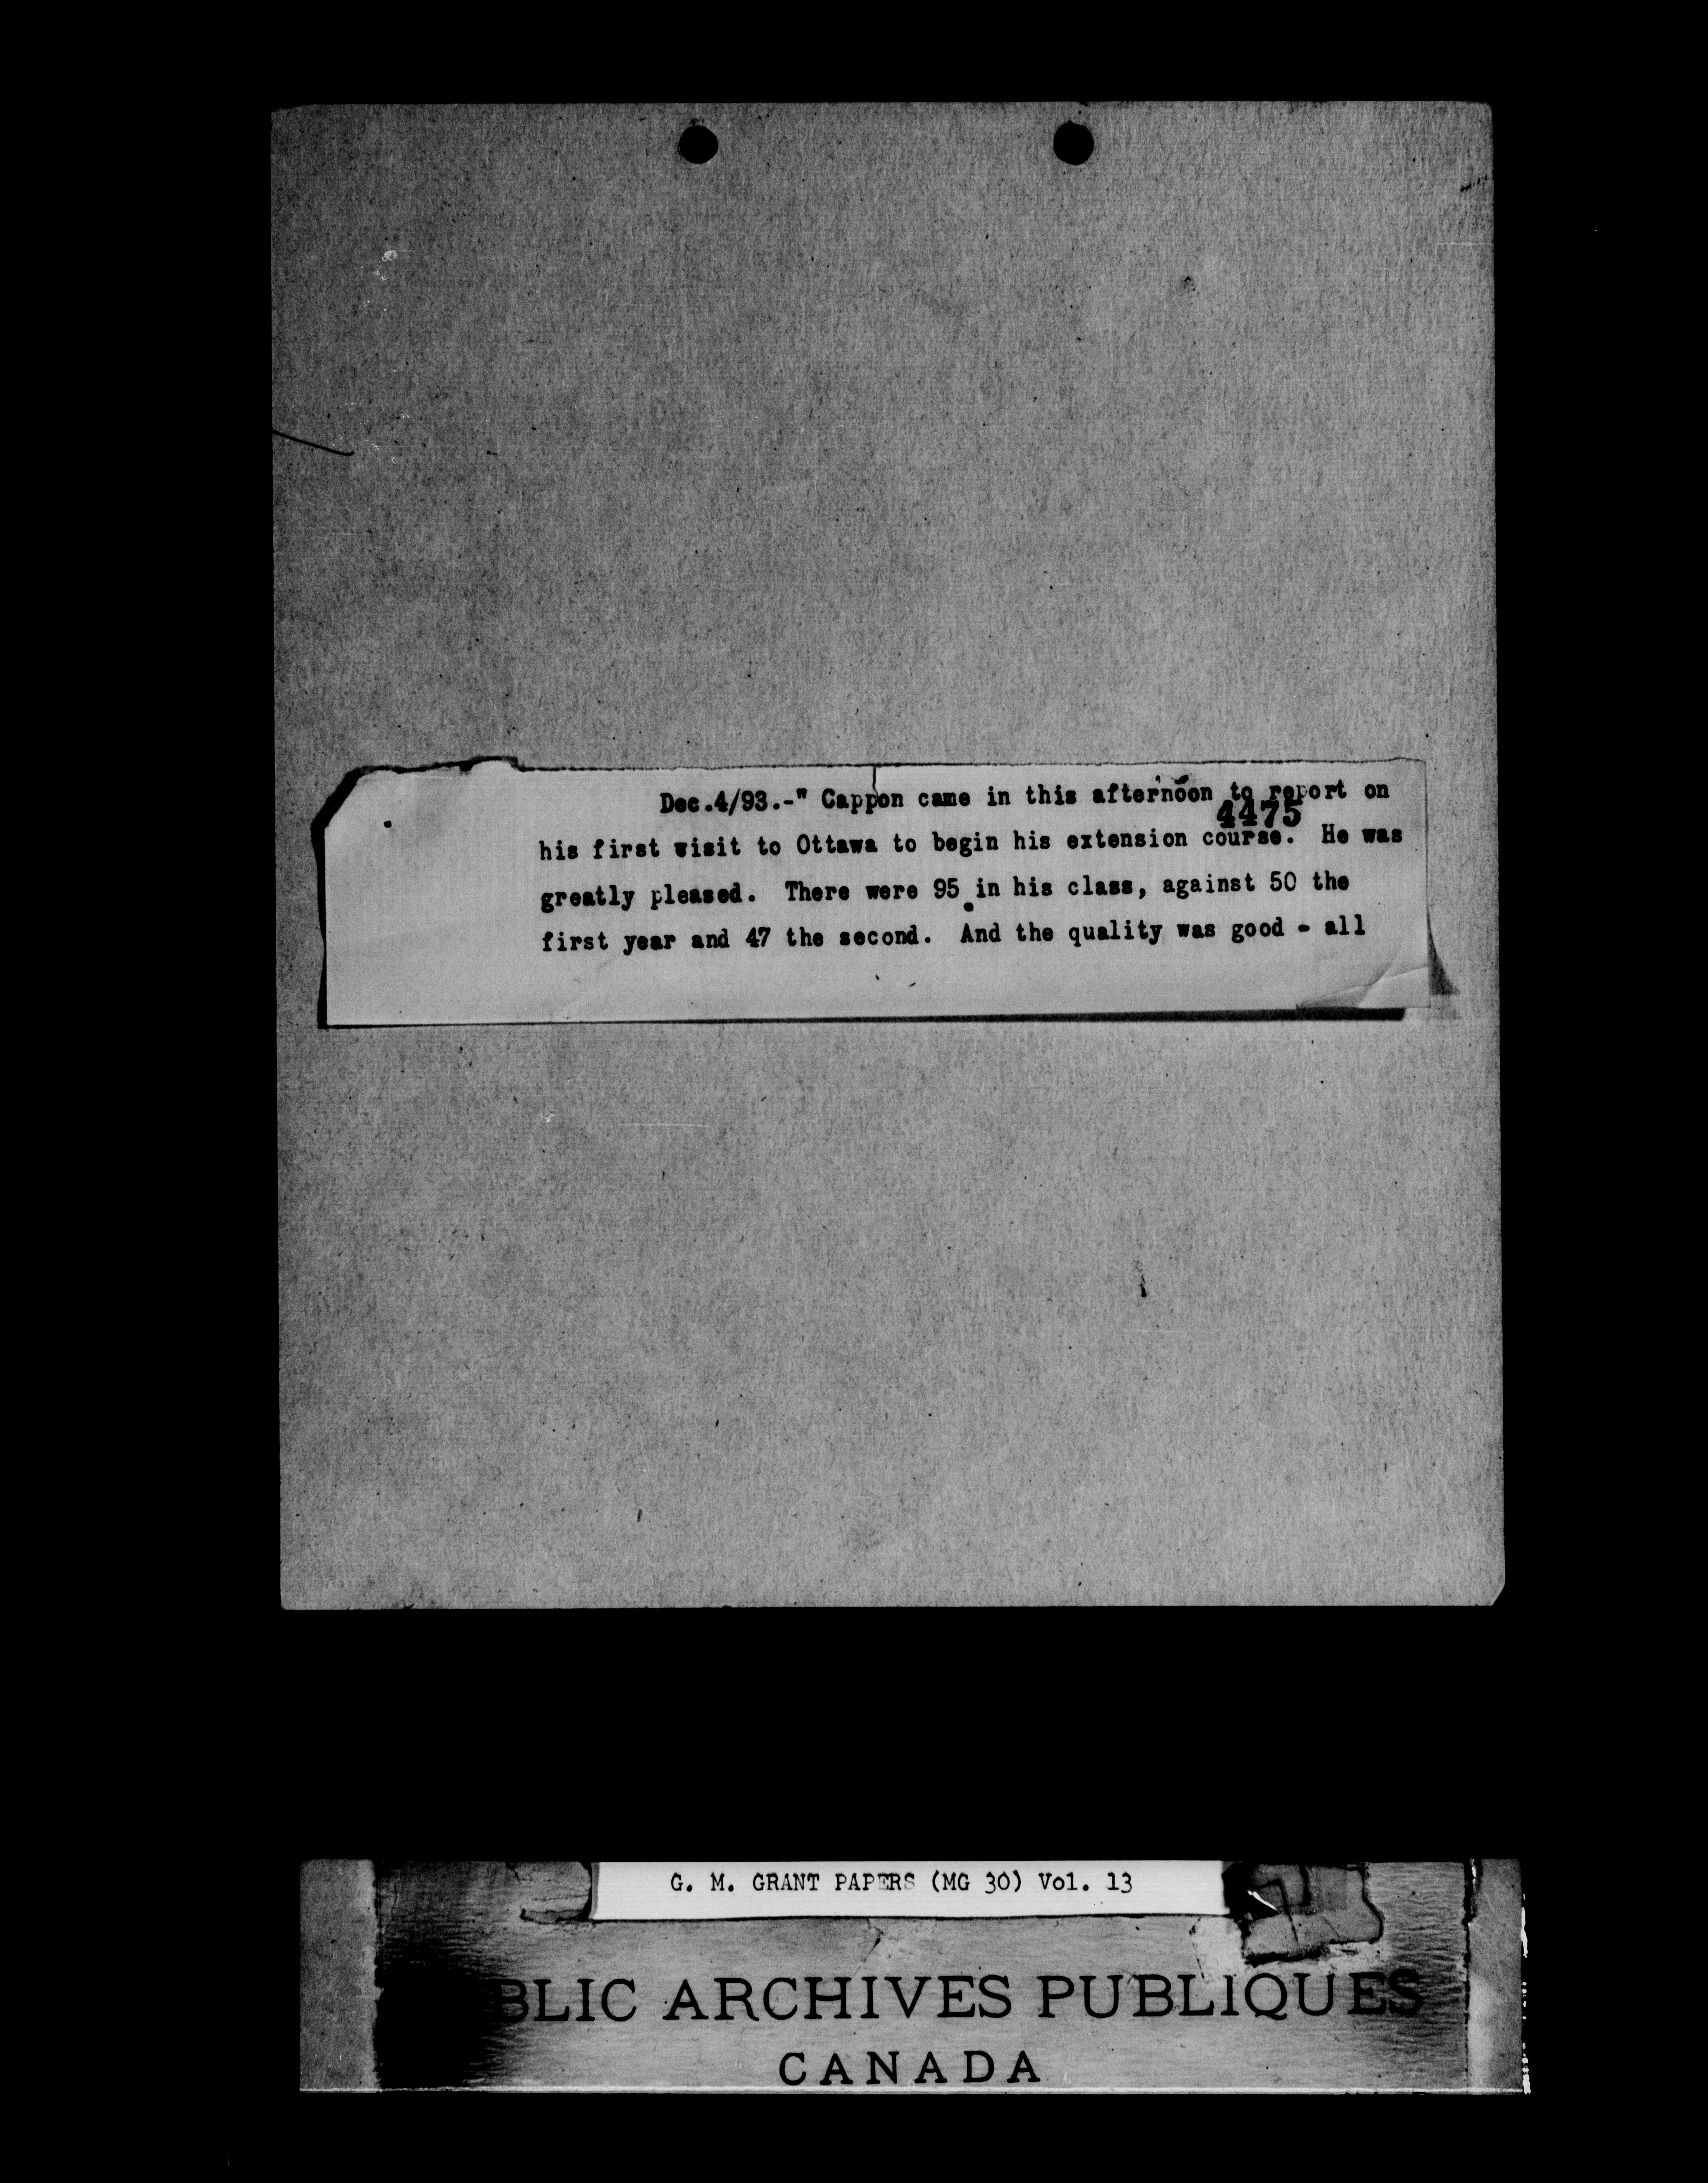 Dec.4/93.-" Cappon came in this afternoon to report on
4475
his first visit to Ottawa to begin his extension course. He was
greatly pleased. There were 95 in his class, against 50 the
first year and 47 the second. And the quality was good - all
G. M. GRANT PAPERS (MG 30) Vol. 13
BLIC ARCHIVES PUBLIQUES
CANADA